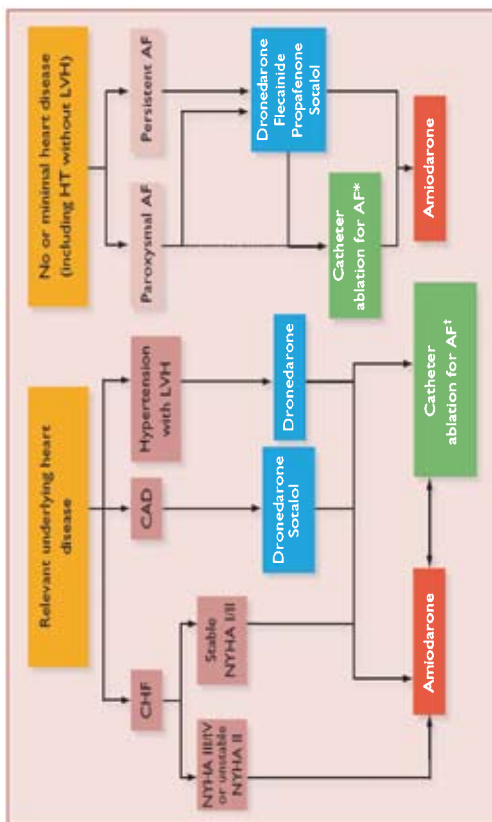 Relevant underlying heart
disease
No or minimal heart disease
(including HT without LVH)
CHF
CAD
Hypertension
with LVH
Paroxysmal AF
Persistent AF
NYHA III/IV
or unstable
NYHA II
Stable
NYHA I/II
Dronedarone
Sotalol
Dronedarone
Dronedarone
Flecainide
Propafenone
Sotalol
Catheter
ablation for AF*
Amiodarone
Catheter
ablation for AF†
Amiodarone